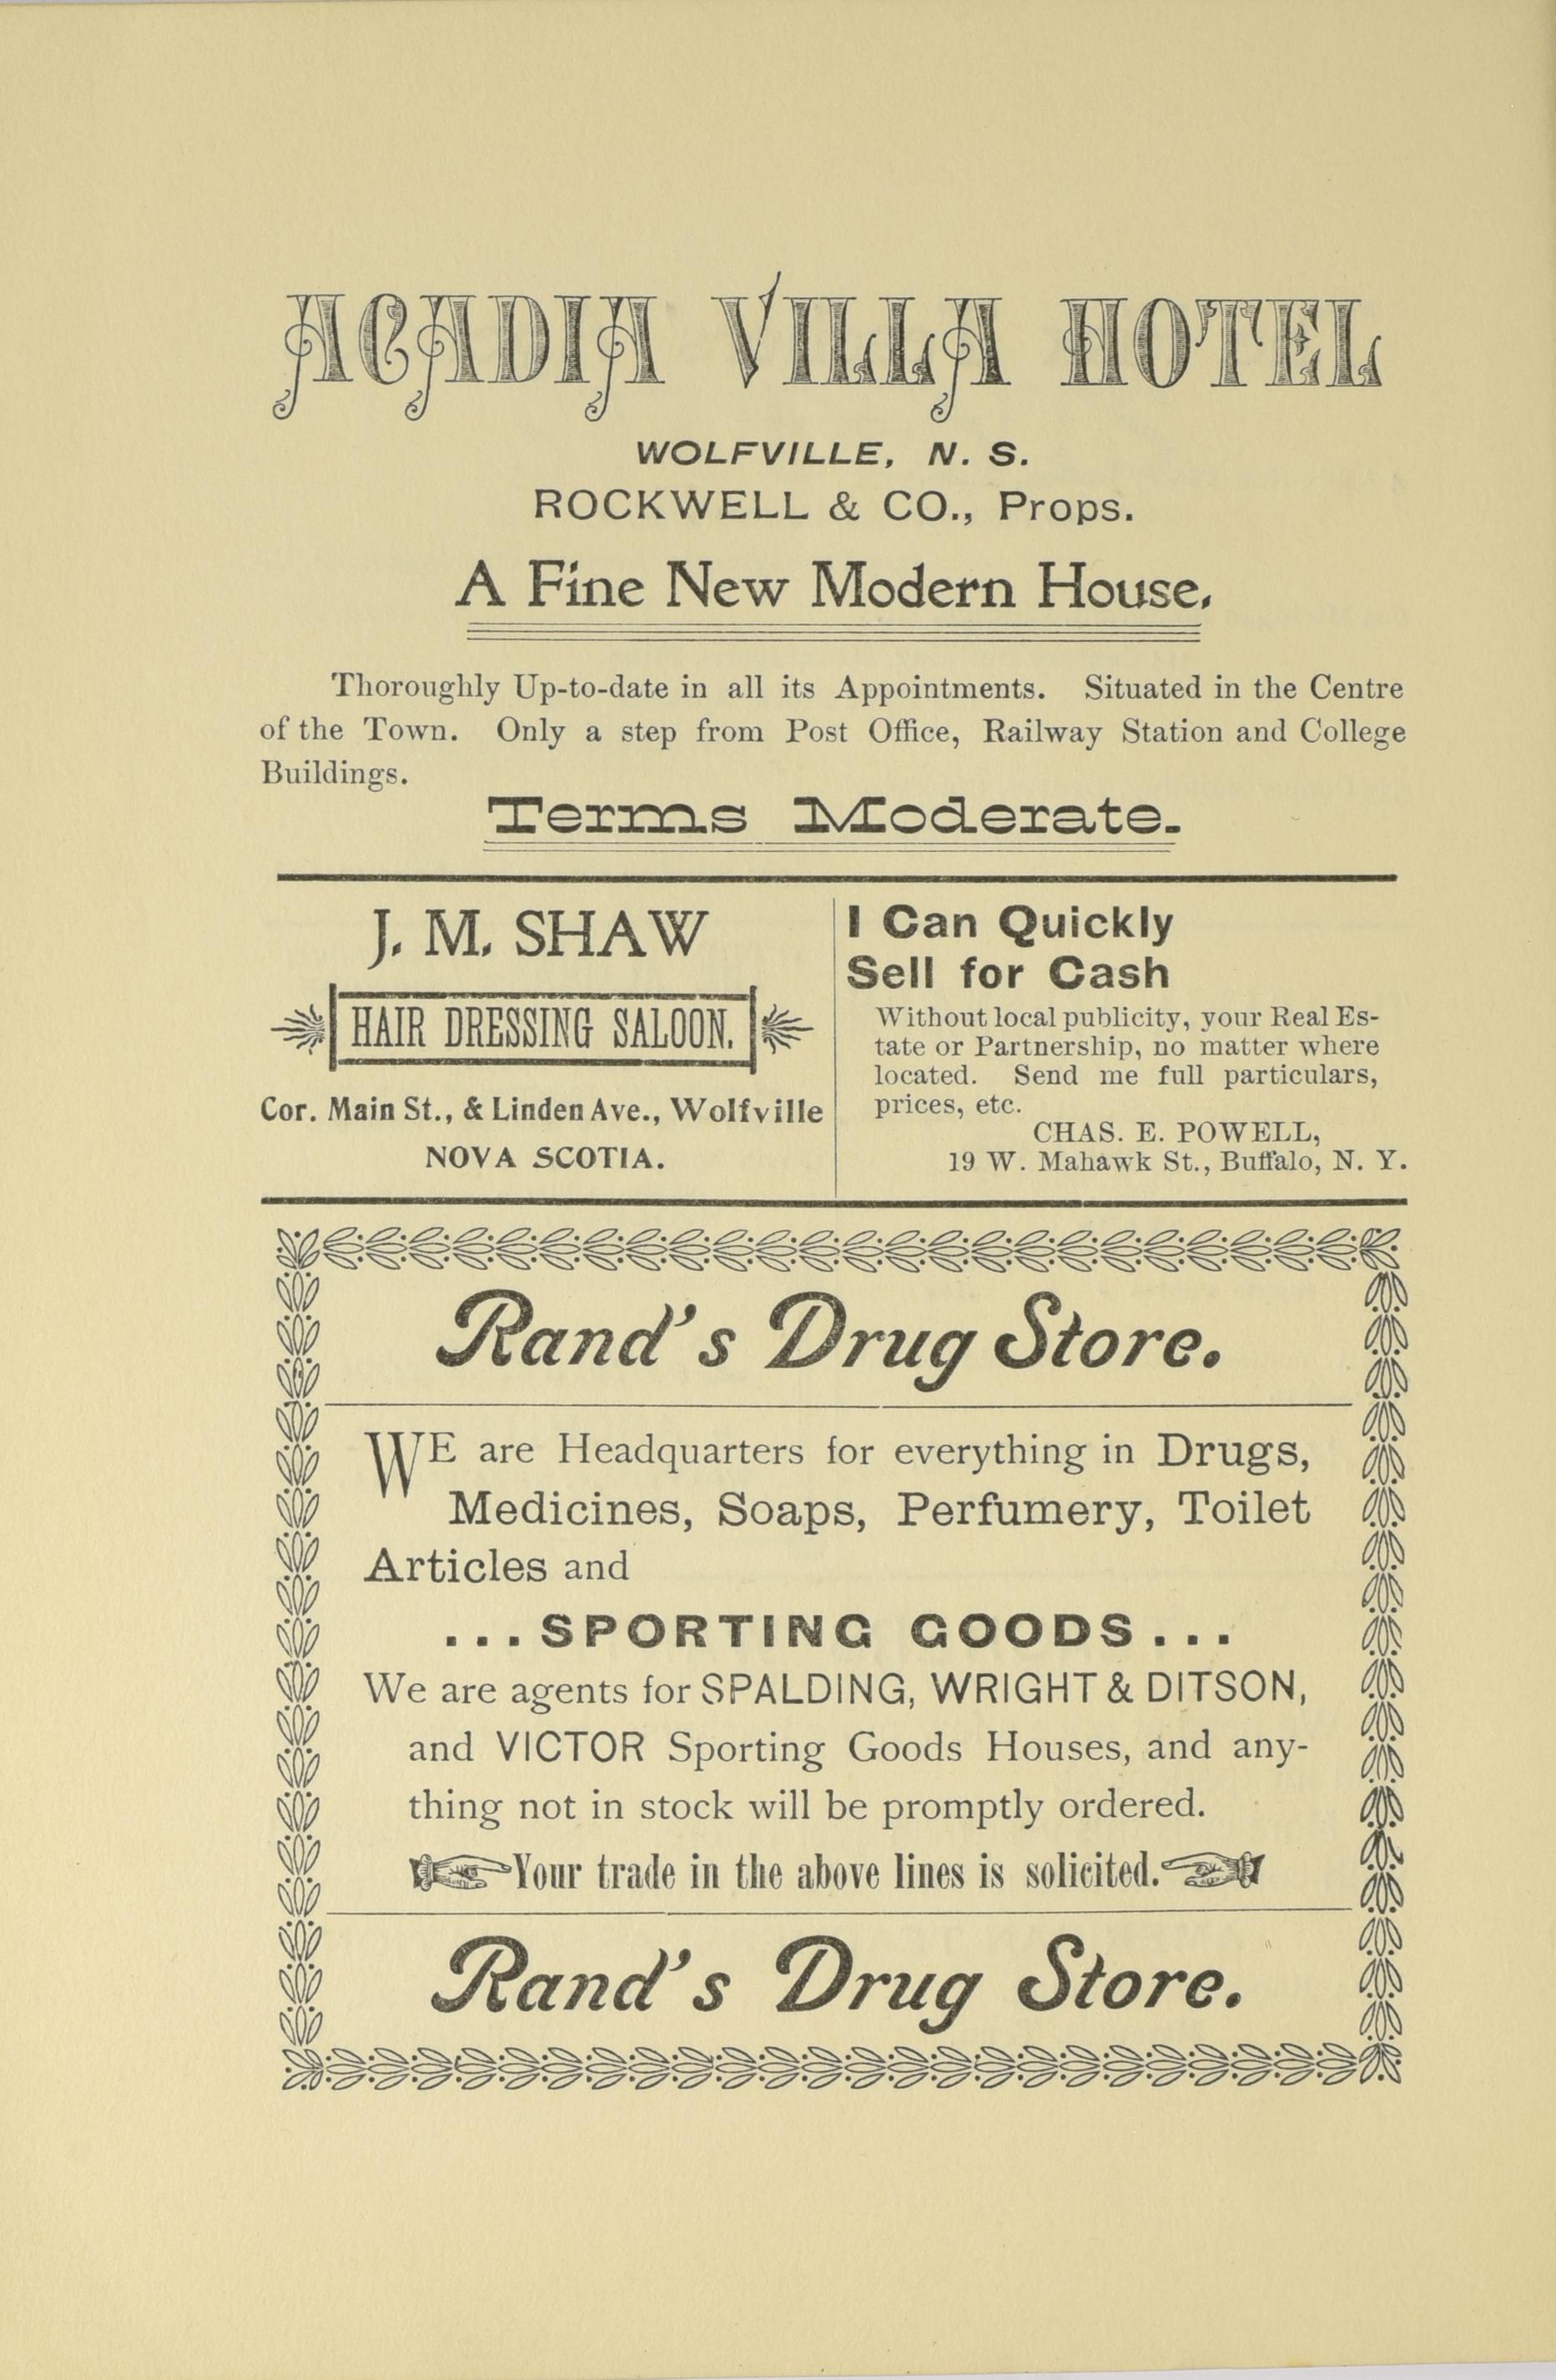 ACADIA VILLA HOTEL
WOLFVILLE, N. S.
ROCKWELL & CO., Props.
A Fine New Modern House.
Thoroughly Up-to-date in all its Appointments. Situated in the Centre
of the Town. Only a step from Post Office, Railway Station and College
Buildings.
Terms Moderate.
J. M. SHAW
HAIR DRESSING SALOON.
Cor. Main St., & Linden Ave., Wolfville
NOVA SCOTIA.
I Can Quickly
Sell for Cash
Without local publicity, your Real Es-
tate or Partnership, no matter where
located. Send me full particulars,
prices, etc.
CHAS. E. POWELL,
19 W. Mahawk St., Buffalo, N. Y.
Rand's Drug Store.
WE are Headquarters for everything in Drugs,
Medicines, Soaps, Perfumery, Toilet
Articles and
...SPORTING GOODS...
We are agents for SPALDING, WRIGHT & DITSON,
and VICTOR Sporting Goods Houses, and any-
thing not in stock will be promptly ordered.
Your trade in the above lines is solicited.
Rand's Drug Store.